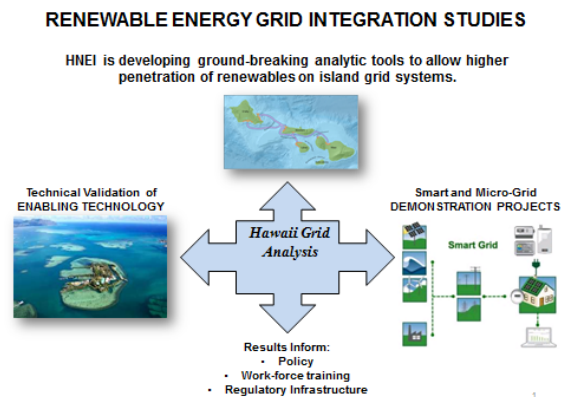 RENEWABLE ENERGY GRID INTEGRATION STUDIES
HNEI is developing ground-breaking analytic tools to allow higher
penetration of renewables on island grid systems.
Technical Validation of
ENABLING TECHNOLOGY
Hawaii Grid
Analysis
Smart and Micro-Grid
DEMONSTRATION PROJECTS
Smart Grid
Results Inform:
• Policy
• Work-force training
• Regulatory Infrastructure
1